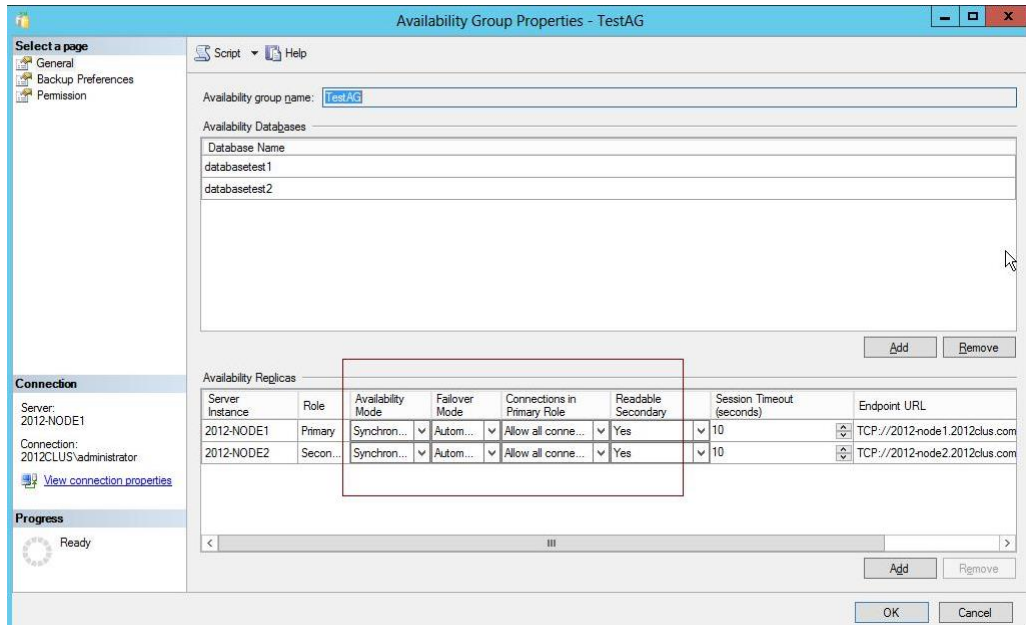 Availability Group Properties - TestAG
Select a page
General
Backup Preferences
Permission
Script
Help
Availability group name: TestAG
Availability Databases
Database Name
databasetest1
databasetest2
Add Remove
Availability Replicas
Server Instance Role Availability Mode Failover Mode Connections in Primary Role Readable Secondary Session Timeout (seconds) Endpoint URL
2012-NODE1 Primary Synchron... Autom... Allow all conne... Yes 10 TCP://2012-node1.2012clus.com
2012-NODE2 Secon... Synchron... Autom... Allow all conne... Yes 10 TCP://2012-node2.2012clus.com
Add Remove
Connection
Server:
2012-NODE1
Connection:
2012CLUS\administrator
View connection properties
Progress
Ready
OK Cancel